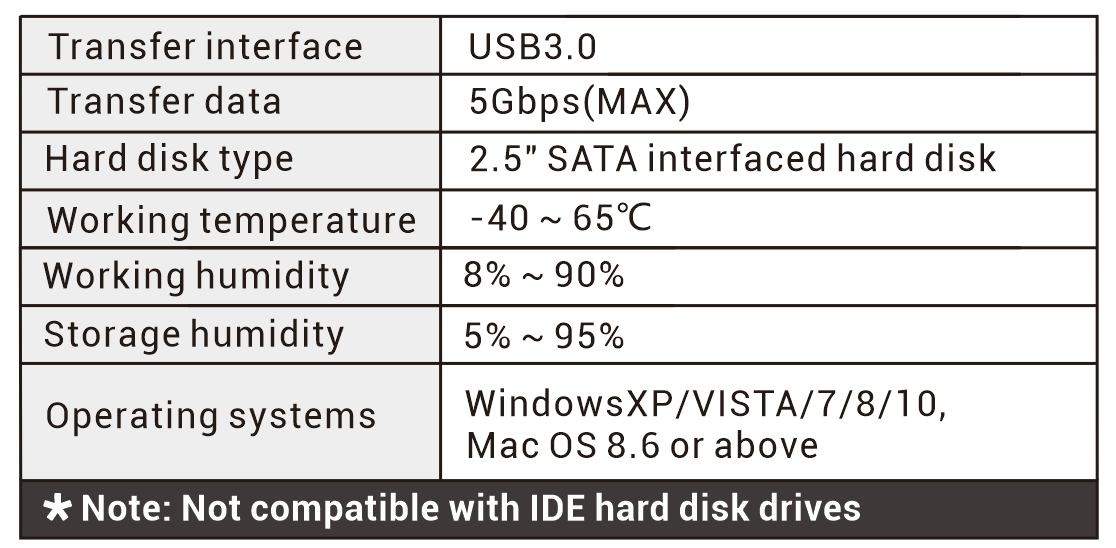 Transfer interface USB3.0
Transfer data 5Gbps(MAX)
Hard disk type 2.5" SATA interfaced hard disk
Working temperature -40 ~ 65℃
Working humidity 8% ~ 90%
Storage humidity 5% ~ 95%
Operating systems WindowsXP/VISTA/7/8/10,
Mac OS 8.6 or above
* Note: Not compatible with IDE hard disk drives